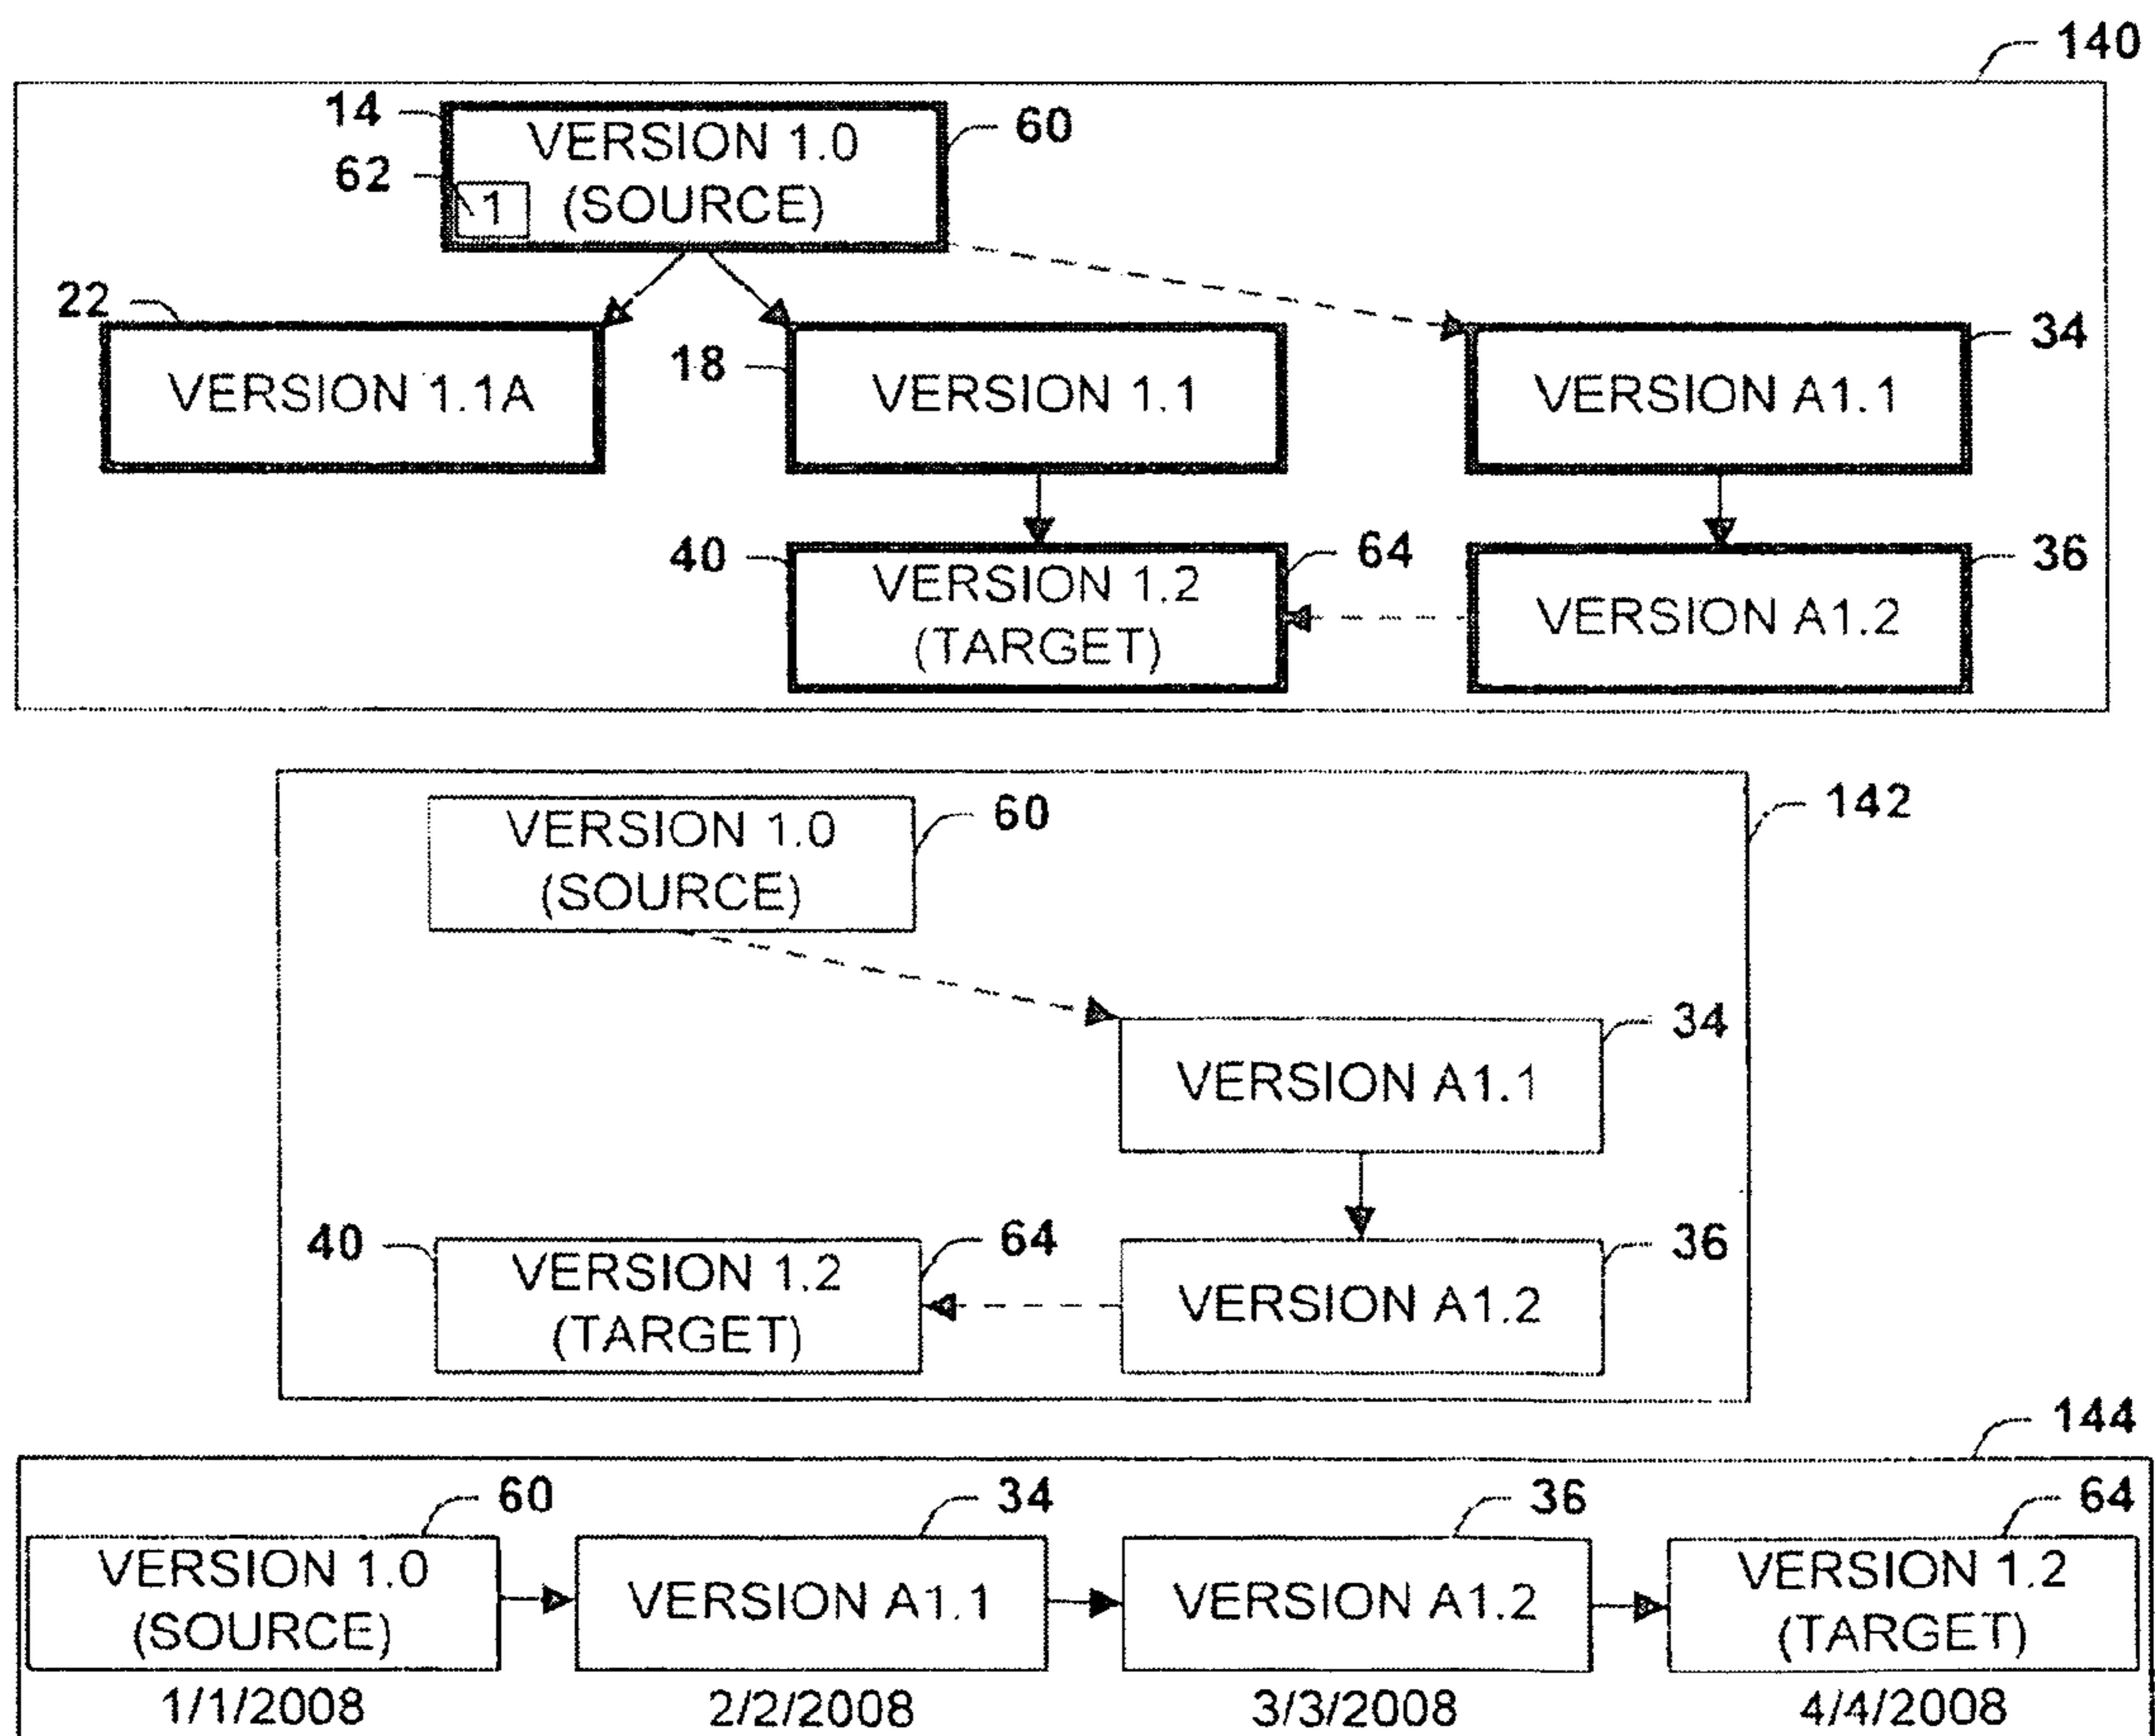 140
14
VERSION 1.0
60
62
1
(SOURCE)
22
VERSION 1.1A
18
VERSION 1.1
VERSION A1.1
34
40
VERSION 1.2
(TARGET)
64
VERSION A1.2
36
142
VERSION 1.0
(SOURCE)
60
VERSION A1.1
34
40
VERSION 1.2
(TARGET)
64
VERSION A1.2
36
144
60
34
36
64
VERSION 1.0
(SOURCE)
VERSION A1.1
VERSION A1.2
VERSION 1.2
(TARGET)
1/1/2008
2/2/2008
3/3/2008
4/4/2008